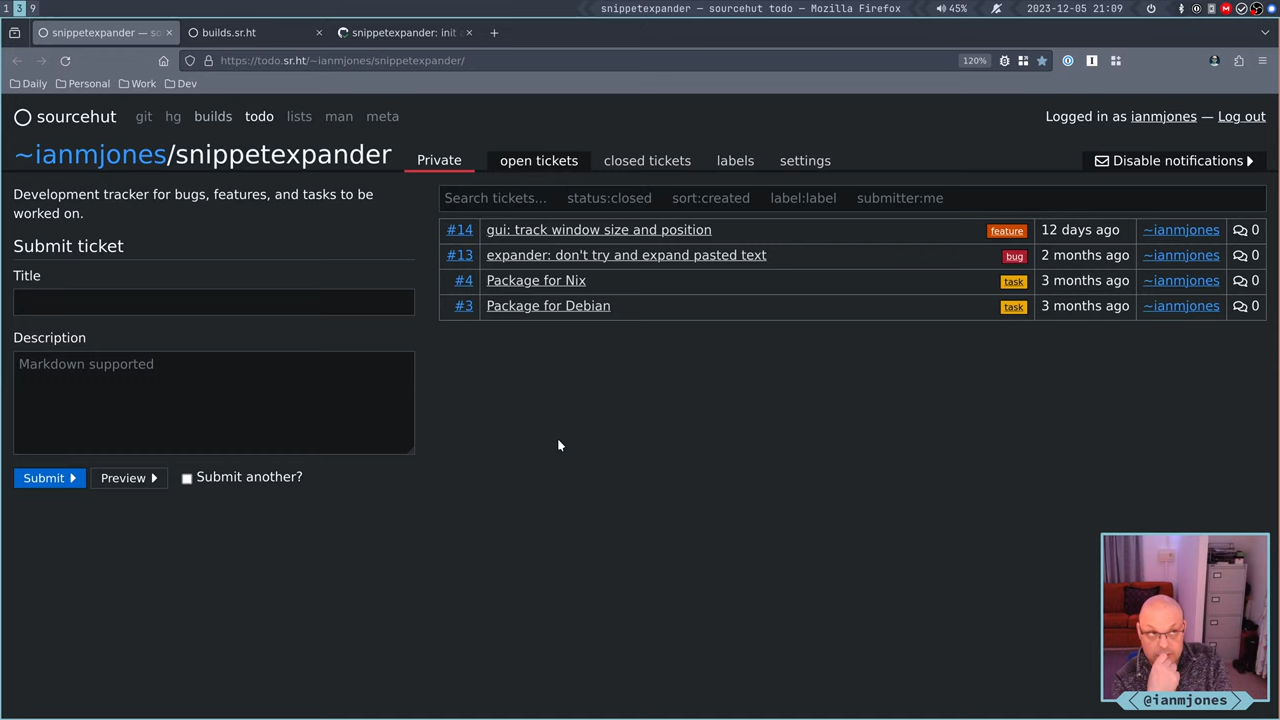 1 3 9
snippetexpander — sourcehut todo — Mozilla Firefox
45%
2023-12-05 21:09
snippetexpander — so
builds.sr.ht
snippetexpander: init
https://todo.sr.ht/~ianmjones/snippetexpander/
120%
Daily
Personal
Work
Dev
sourcehut
git
hg
builds
todo
lists
man
meta
Logged in as ianmjones — Log out
~ianmjones/snippetexpander
Private
open tickets
closed tickets
labels
settings
Disable notifications
Development tracker for bugs, features, and tasks to be
worked on.
Submit ticket
Title
Description
Markdown supported
Submit
Preview
Submit another?
Search tickets... status:closed sort:created label:label submitter:me
#14 gui: track window size and position feature 12 days ago ~ianmjones 0
#13 expander: don't try and expand pasted text bug 2 months ago ~ianmjones 0
#4 Package for Nix task 3 months ago ~ianmjones 0
#3 Package for Debian task 3 months ago ~ianmjones 0
@ianmjones